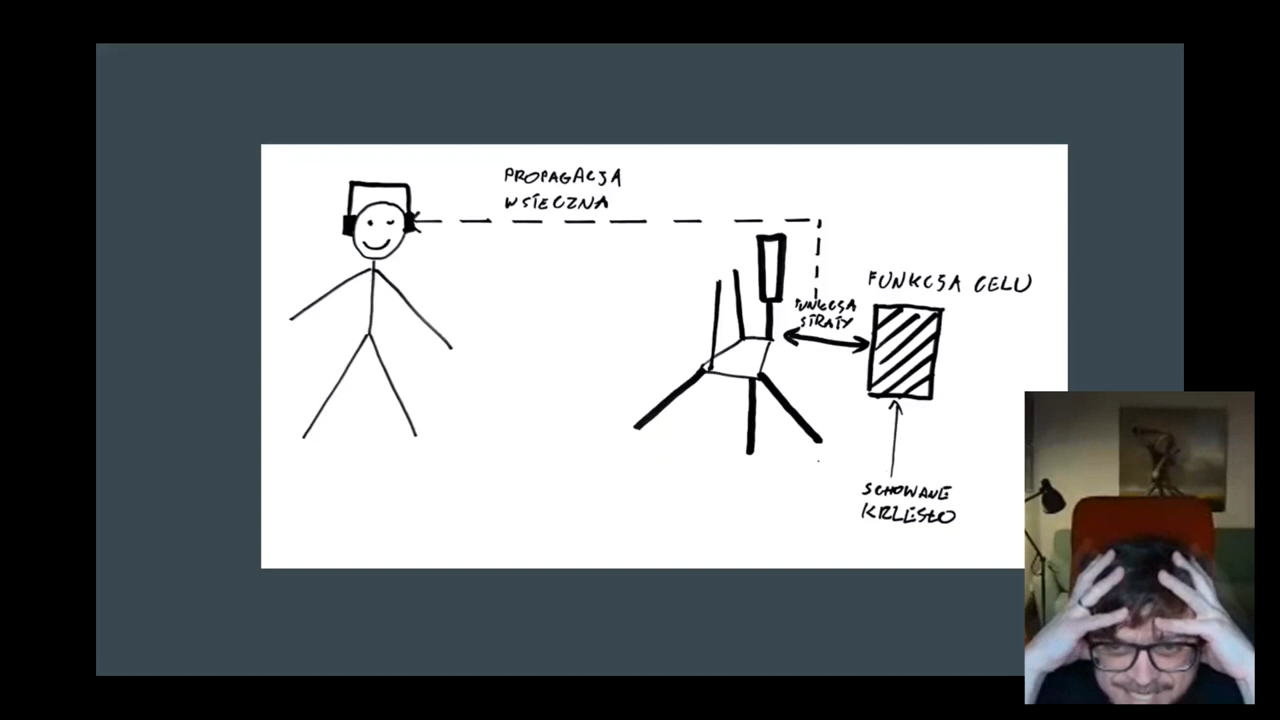 PROPAGACJA
WSTECZNA
FUNKCJA CELU
FUNKCJA
STRATY
SCHOWANE
KRZESŁO